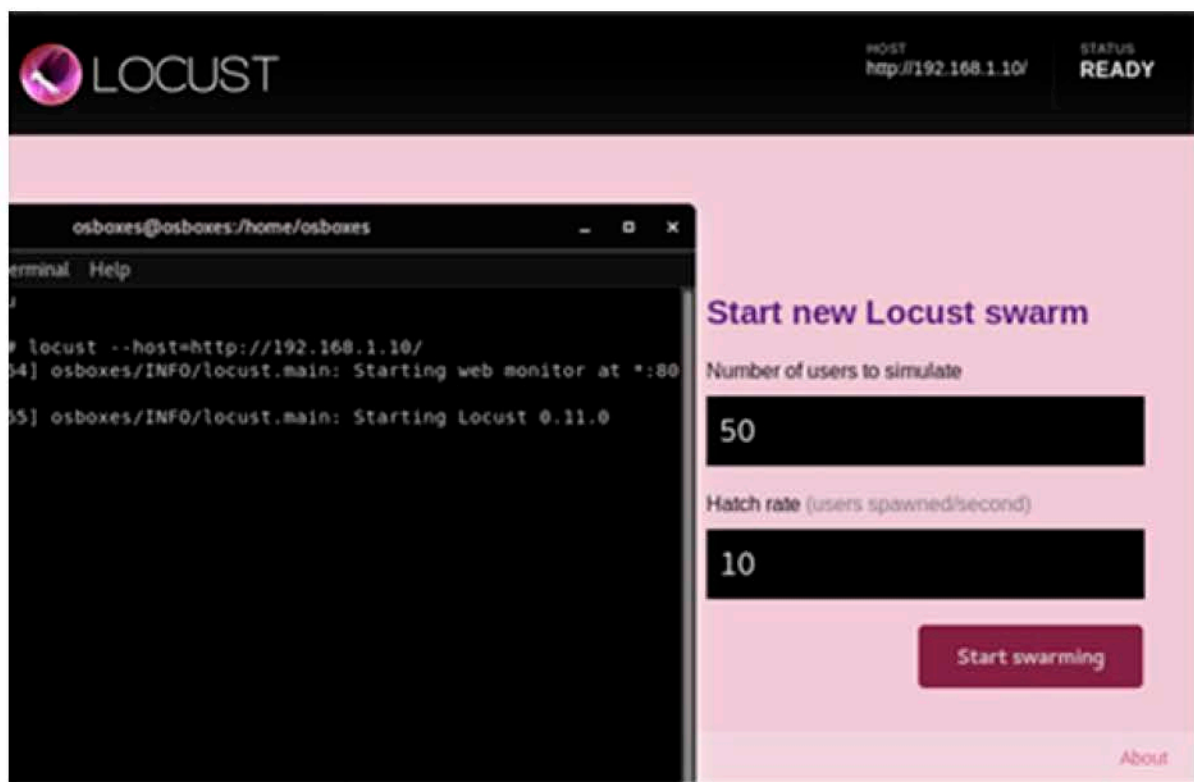 LOCUST
HOST
http://192.168.1.10/
STATUS
READY
osboxes@osboxes:/home/osboxes
erminal Help
u
# locust --host=http://192.168.1.10/
54] osboxes/INFO/locust.main: Starting web monitor at *:80
55] osboxes/INFO/locust.main: Starting Locust 0.11.0
Start new Locust swarm
Number of users to simulate
50
Hatch rate (users spawned/second)
10
Start swarming
About